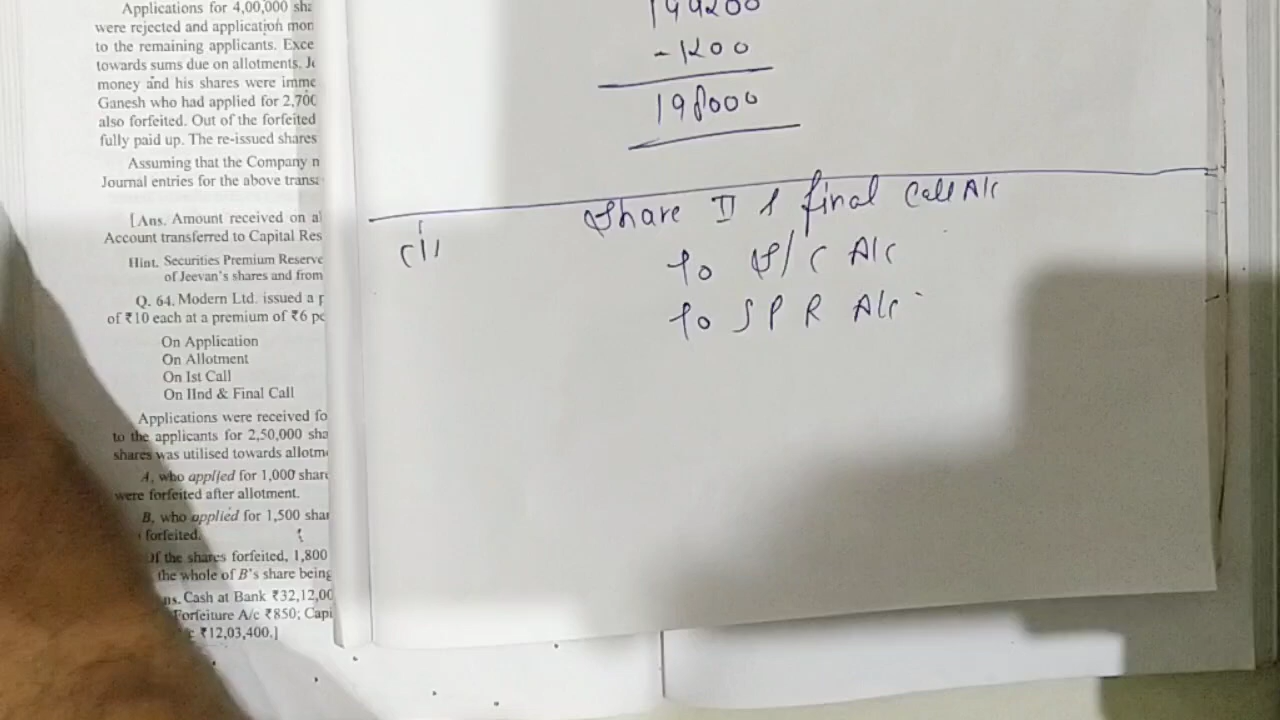 Applications for 4,00,000 sha
were rejected and application mon
to the remaining applicants. Exce
towards sums due on allotments. Je
money and his shares were imme
Ganesh who had applied for 2,700
also forfeited. Out of the forfeited
fully paid up. The re-issued shares
Assuming that the Company n
Journal entries for the above transa
[Ans. Amount received on al
Account transferred to Capital Res
Hint. Securities Premium Reserve
of Jeevan's shares and from
Q. 64. Modern Ltd. issued a p
of ₹10 each at a premium of ₹6 pe
On Application
On Allotment
On Ist Call
On IInd & Final Call
Applications were received fo
to the applicants for 2,50,000 sha
shares was utilised towards allotm
A, who applied for 1,000 share
were forfeited after allotment.
B, who applied for 1,500 shar
forfeited.
Of the shares forfeited, 1,800
the whole of B's share being
ns. Cash at Bank ₹32,12,00
Forfeiture A/c ₹850; Capi
₹12,03,400.]
199200
-1200
198000
Share II & final Call A/c
To S/C A/c
To SPR A/c